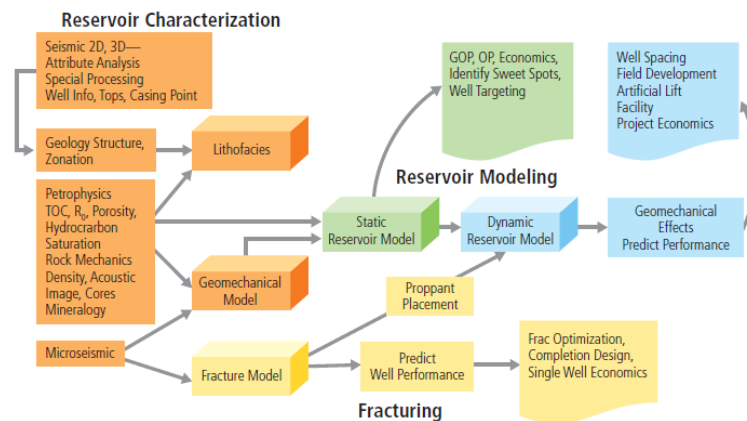 Reservoir Characterization
Seismic 2D, 3D—
Attribute Analysis
Special Processing
Well Info, Tops, Casing Point
GOP, OP, Economics,
Identify Sweet Spots,
Well Targeting
Well Spacing
Field Development
Artificial Lift
Facility
Project Economics
Geology Structure,
Zonation
Lithofacies
Reservoir Modeling
Petrophysics
TOC, R₀, Porosity,
Hydrocarbon
Saturation
Rock Mechanics
Density, Acoustic
Image, Cores
Mineralogy
Static
Reservoir Model
Dynamic
Reservoir Model
Geomechanical
Effects
Predict Performance
Geomechanical
Model
Proppant
Placement
Microseismic
Fracture Model
Predict
Well Performance
Frac Optimization,
Completion Design,
Single Well Economics
Fracturing